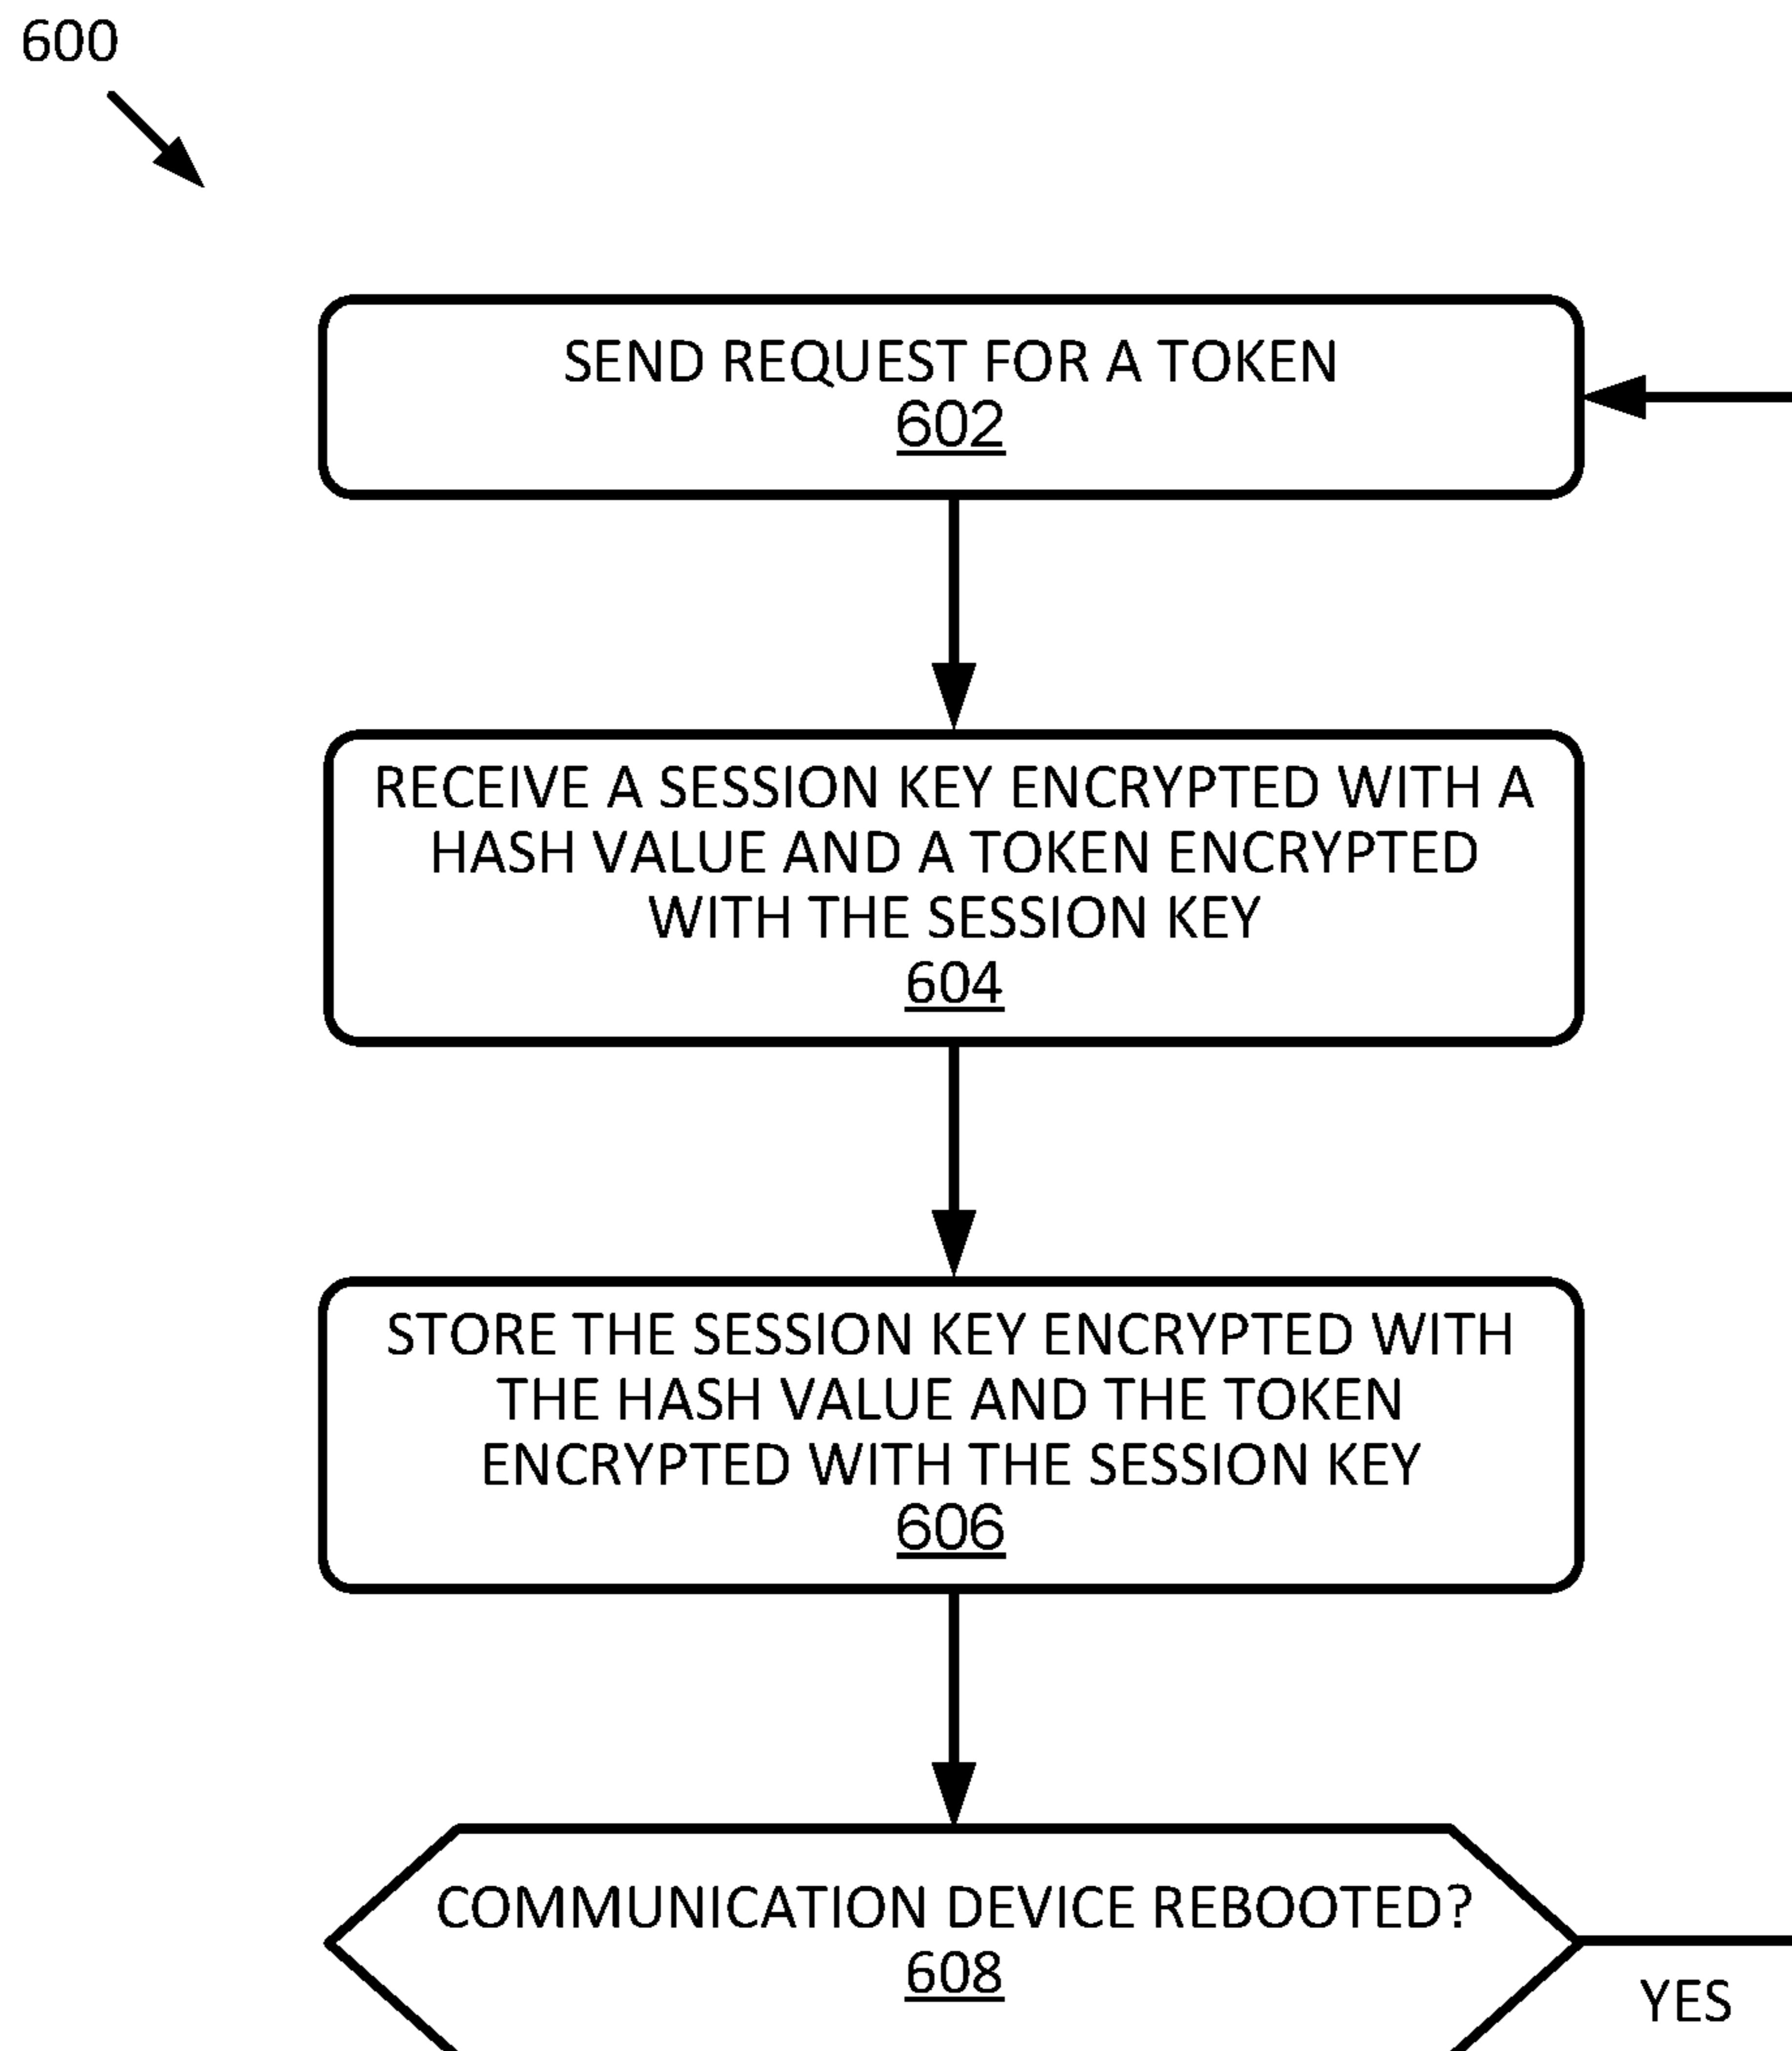 600
SEND REQUEST FOR A TOKEN
602
RECEIVE A SESSION KEY ENCRYPTED WITH A
HASH VALUE AND A TOKEN ENCRYPTED
WITH THE SESSION KEY
604
STORE THE SESSION KEY ENCRYPTED WITH
THE HASH VALUE AND THE TOKEN
ENCRYPTED WITH THE SESSION KEY
606
COMMUNICATION DEVICE REBOOTED?
608
YES